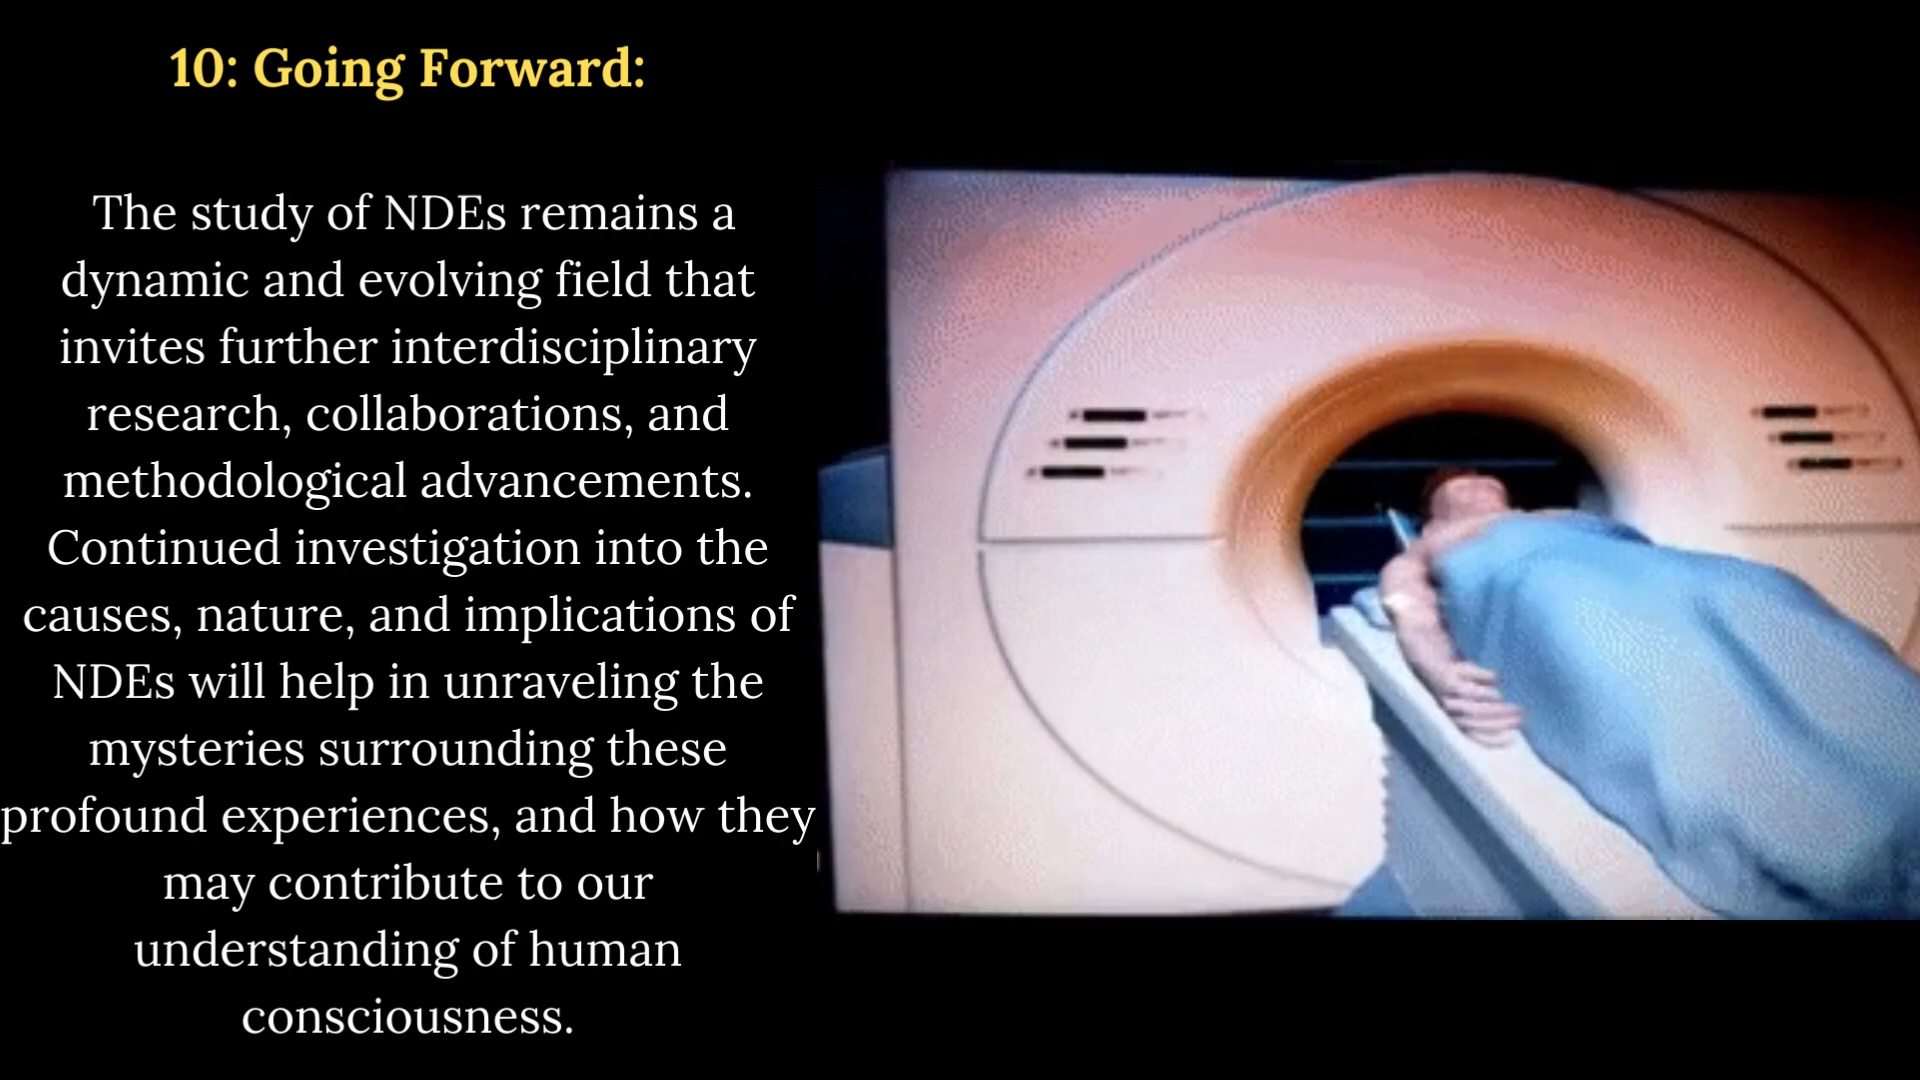 10: Going Forward:
The study of NDEs remains a
dynamic and evolving field that
invites further interdisciplinary
research, collaborations, and
methodological advancements.
Continued investigation into the
causes, nature, and implications of
NDEs will help in unraveling the
mysteries surrounding these
profound experiences, and how they
may contribute to our
understanding of human
consciousness.